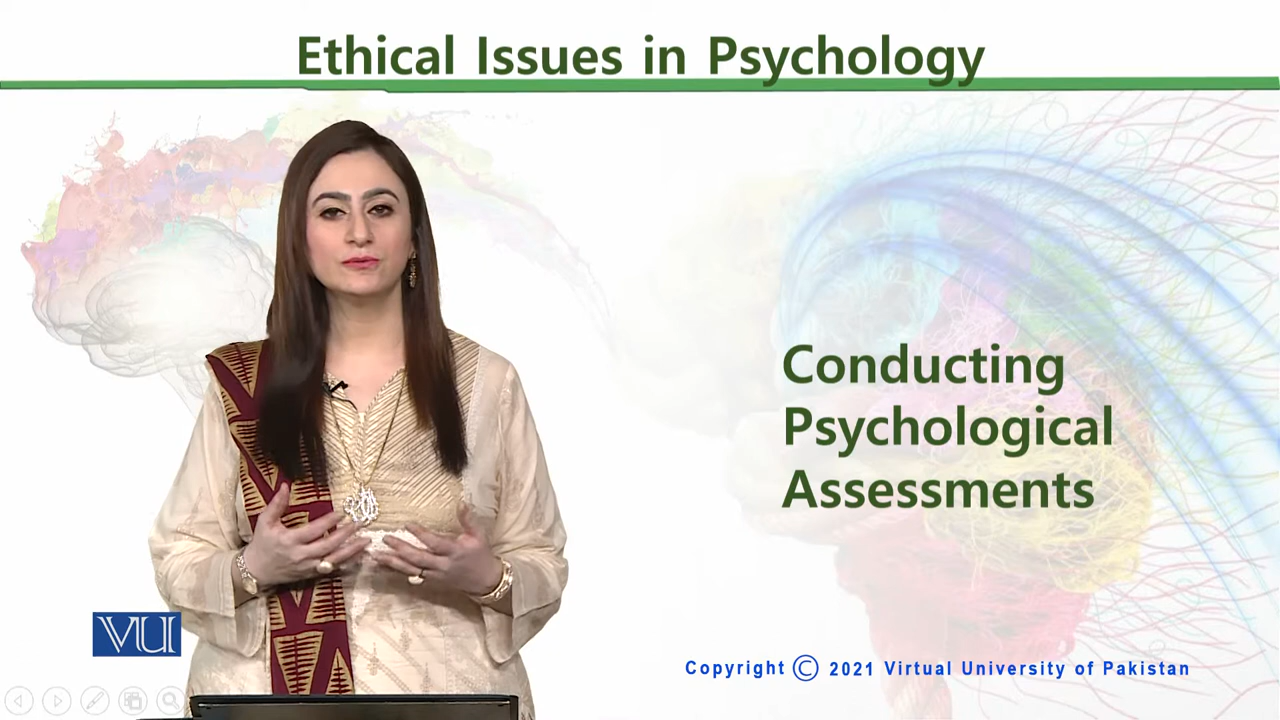 Ethical Issues in Psychology
Conducting
Psychological
Assessments
VU
Copyright © 2021 Virtual University of Pakistan